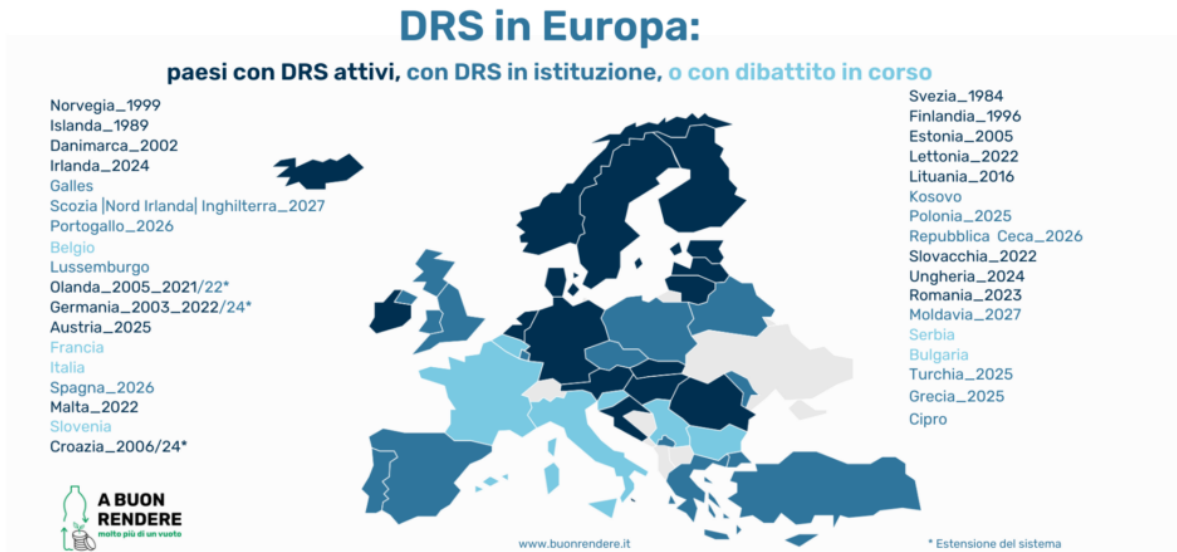 DRS in Europa:
paesi con DRS attivi, con DRS in istituzione, o con dibattito in corso
Norvegia_1999
Islanda_1989
Danimarca_2002
Irlanda_2024
Galles
Scozia |Nord Irlanda| Inghilterra_2027
Portogallo_2026
Belgio
Lussemburgo
Olanda_2005_2021/22*
Germania_2003_2022/24*
Austria_2025
Francia
Italia
Spagna_2026
Malta_2022
Slovenia
Croazia_2006/24*
Svezia_1984
Finlandia_1996
Estonia_2005
Lettonia_2022
Lituania_2016
Kosovo
Polonia_2025
Repubblica Ceca_2026
Slovacchia_2022
Ungheria_2024
Romania_2023
Moldavia_2027
Serbia
Bulgaria
Turchia_2025
Grecia_2025
Cipro
A BUON
RENDERE
molto più di un vuoto
www.buonrendere.it
* Estensione del sistema